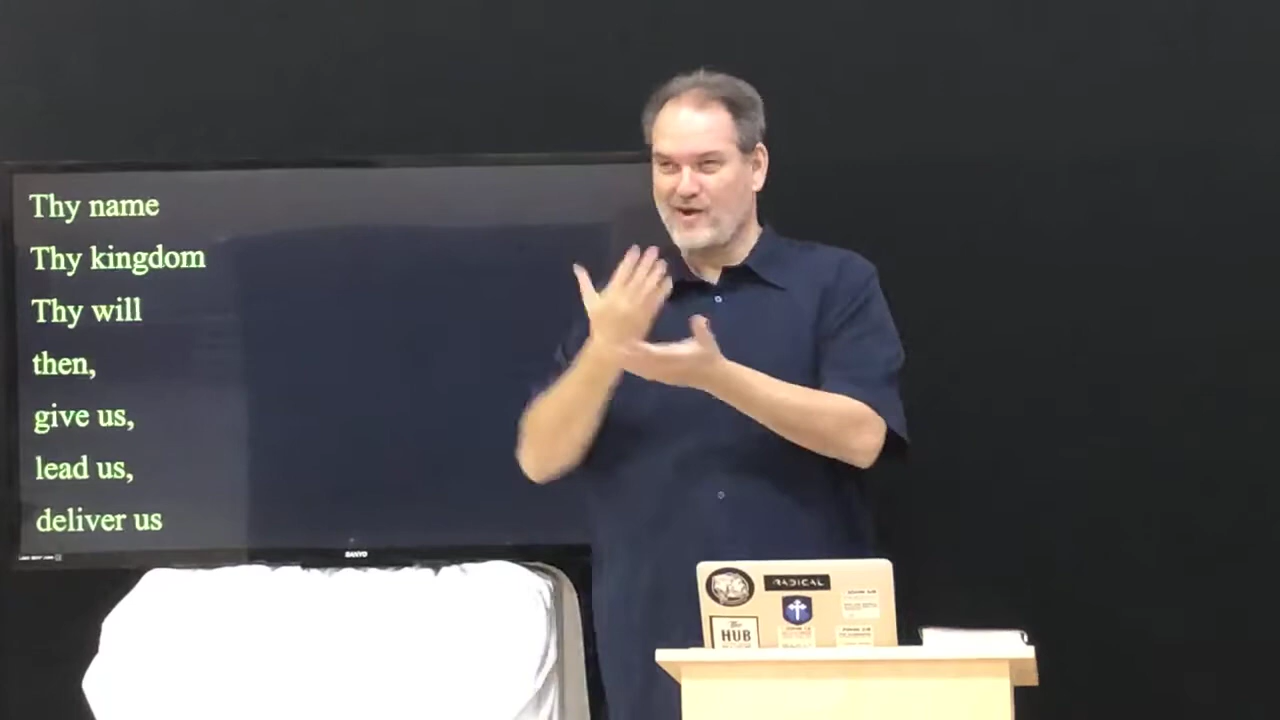 Thy name
Thy kingdom
Thy will
then,
give us,
lead us,
deliver us
SANYO
RADICAL
The
HUB